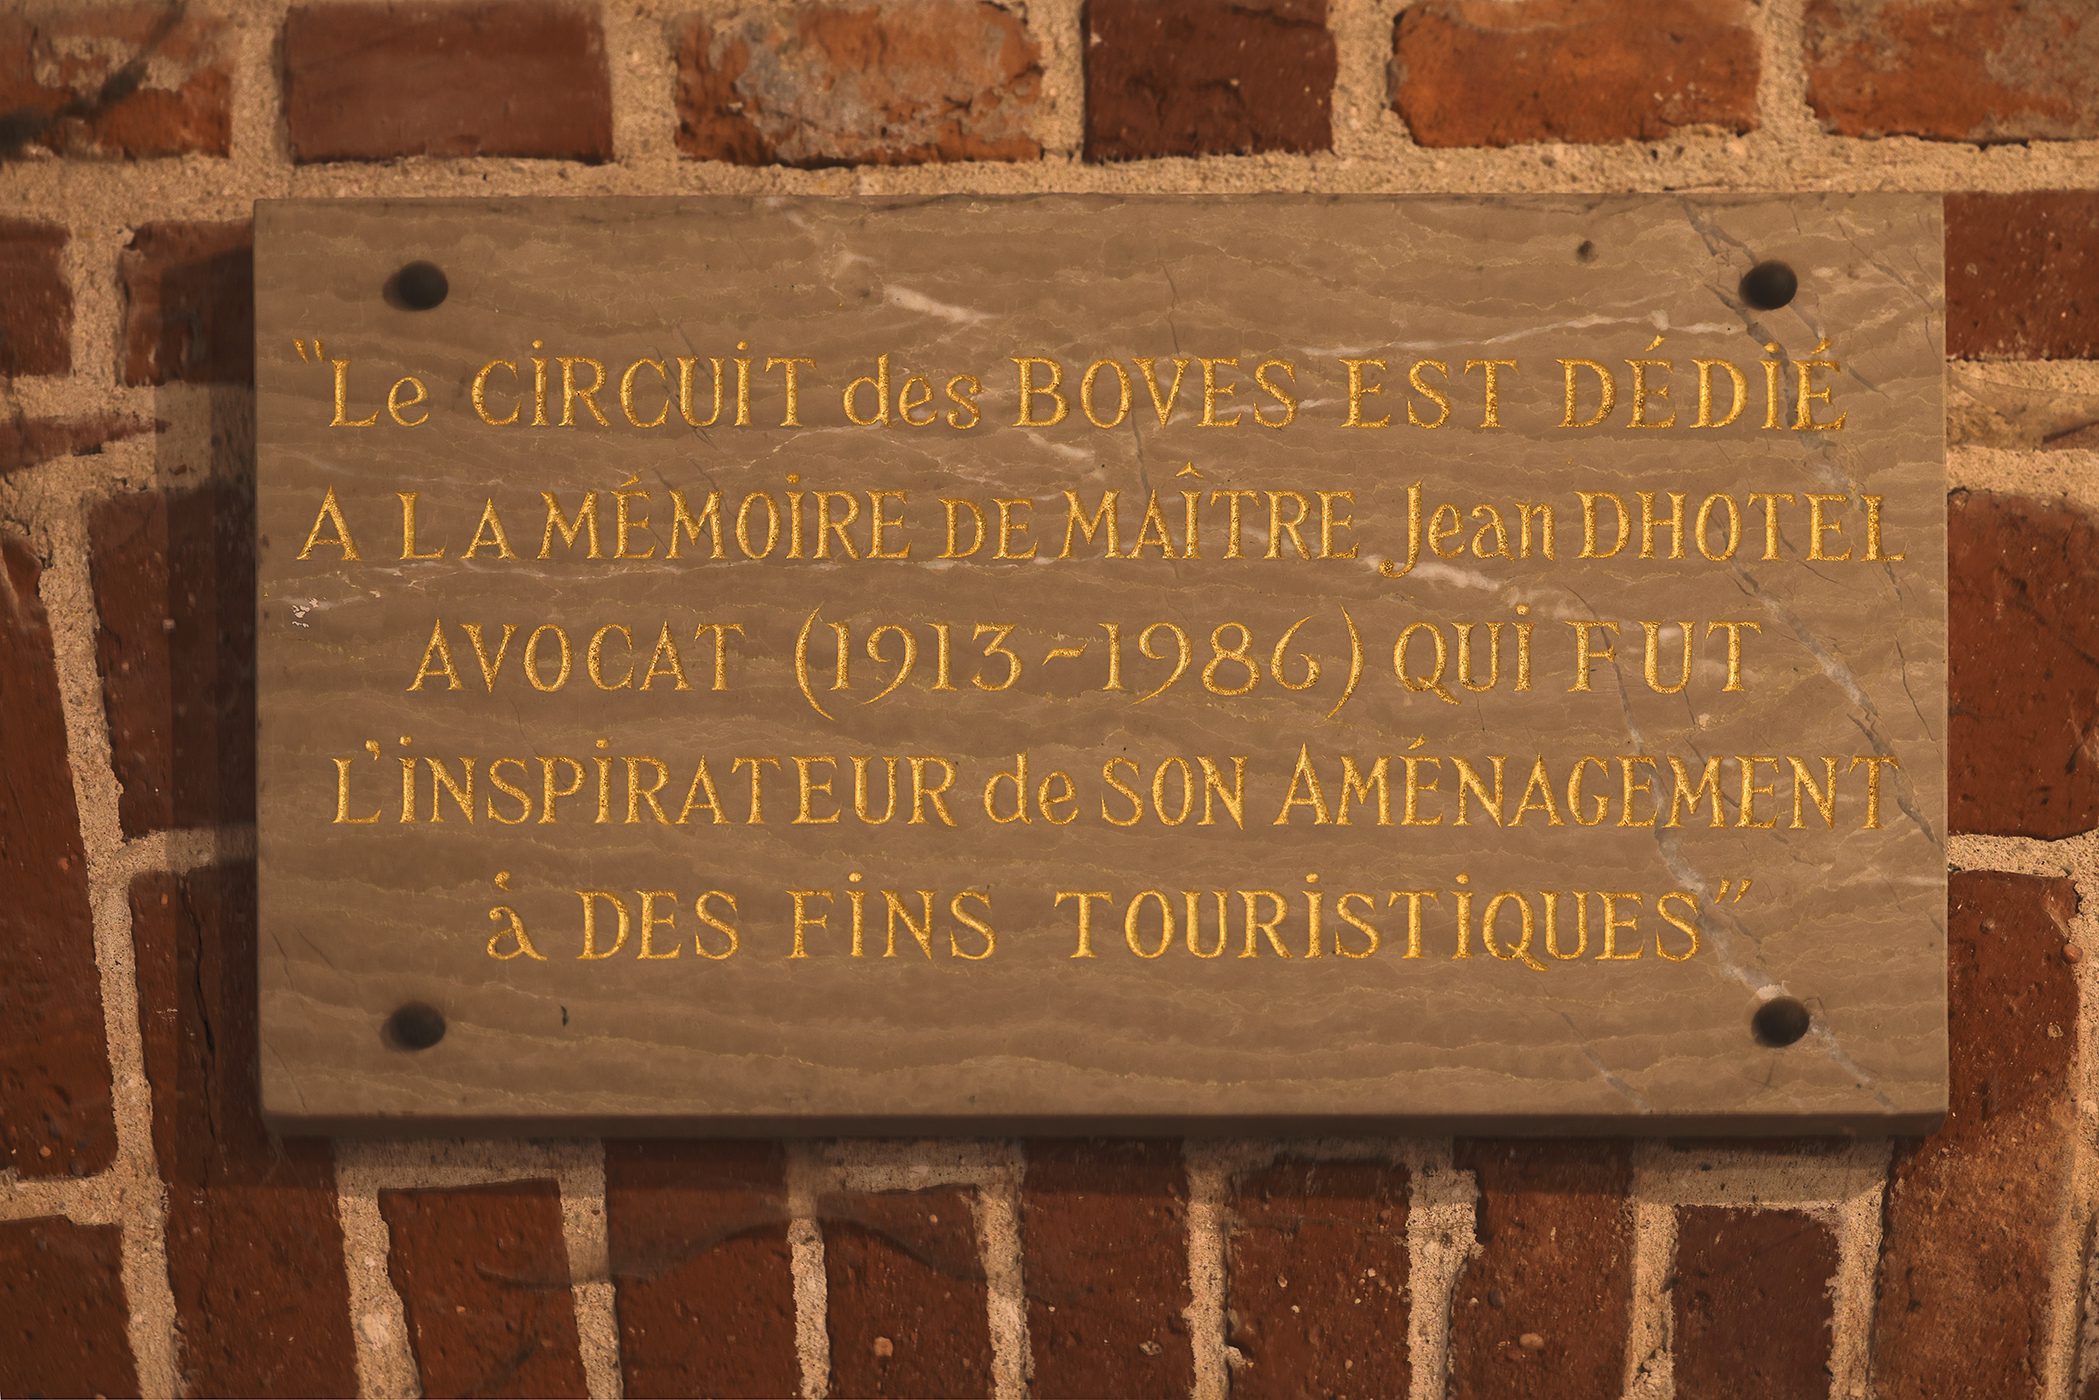 "Le CIRCUIT des BOVES EST DÉDIÉ
A LA MÉMOIRE DE MAÎTRE Jean DHOTEL
AVOCAT (1913-1986) QUI FUT
L'INSPIRATEUR de SON AMÉNAGEMENT
à DES FINS TOURISTIQUES"